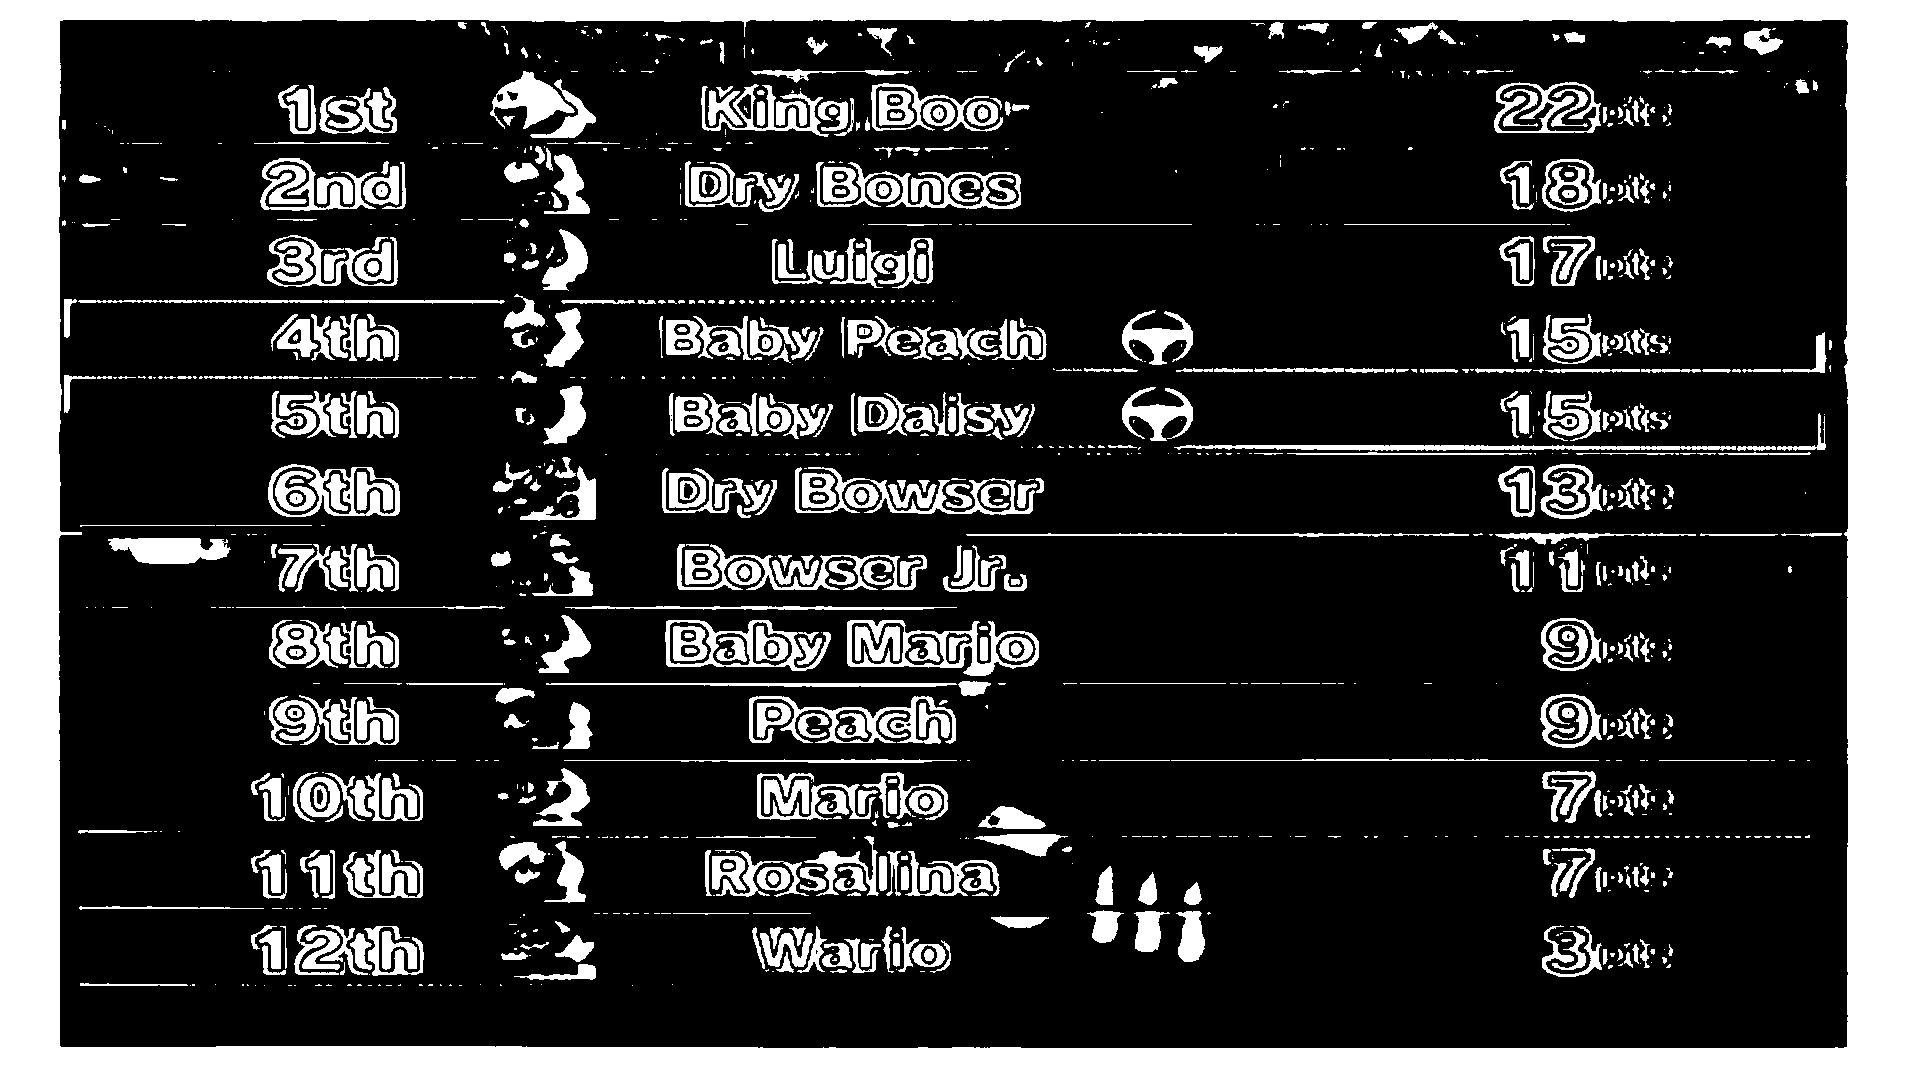 1st King Boo 22pts
2nd Dry Bones 18pts
3rd Luigi 17pts
4th Baby Peach 15pts
5th Baby Daisy 15pts
6th Dry Bowser 13pts
7th Bowser Jr. 11pts
8th Baby Mario 9pts
9th Peach 9pts
10th Mario 7pts
11th Rosalina 7pts
12th Wario 3pts